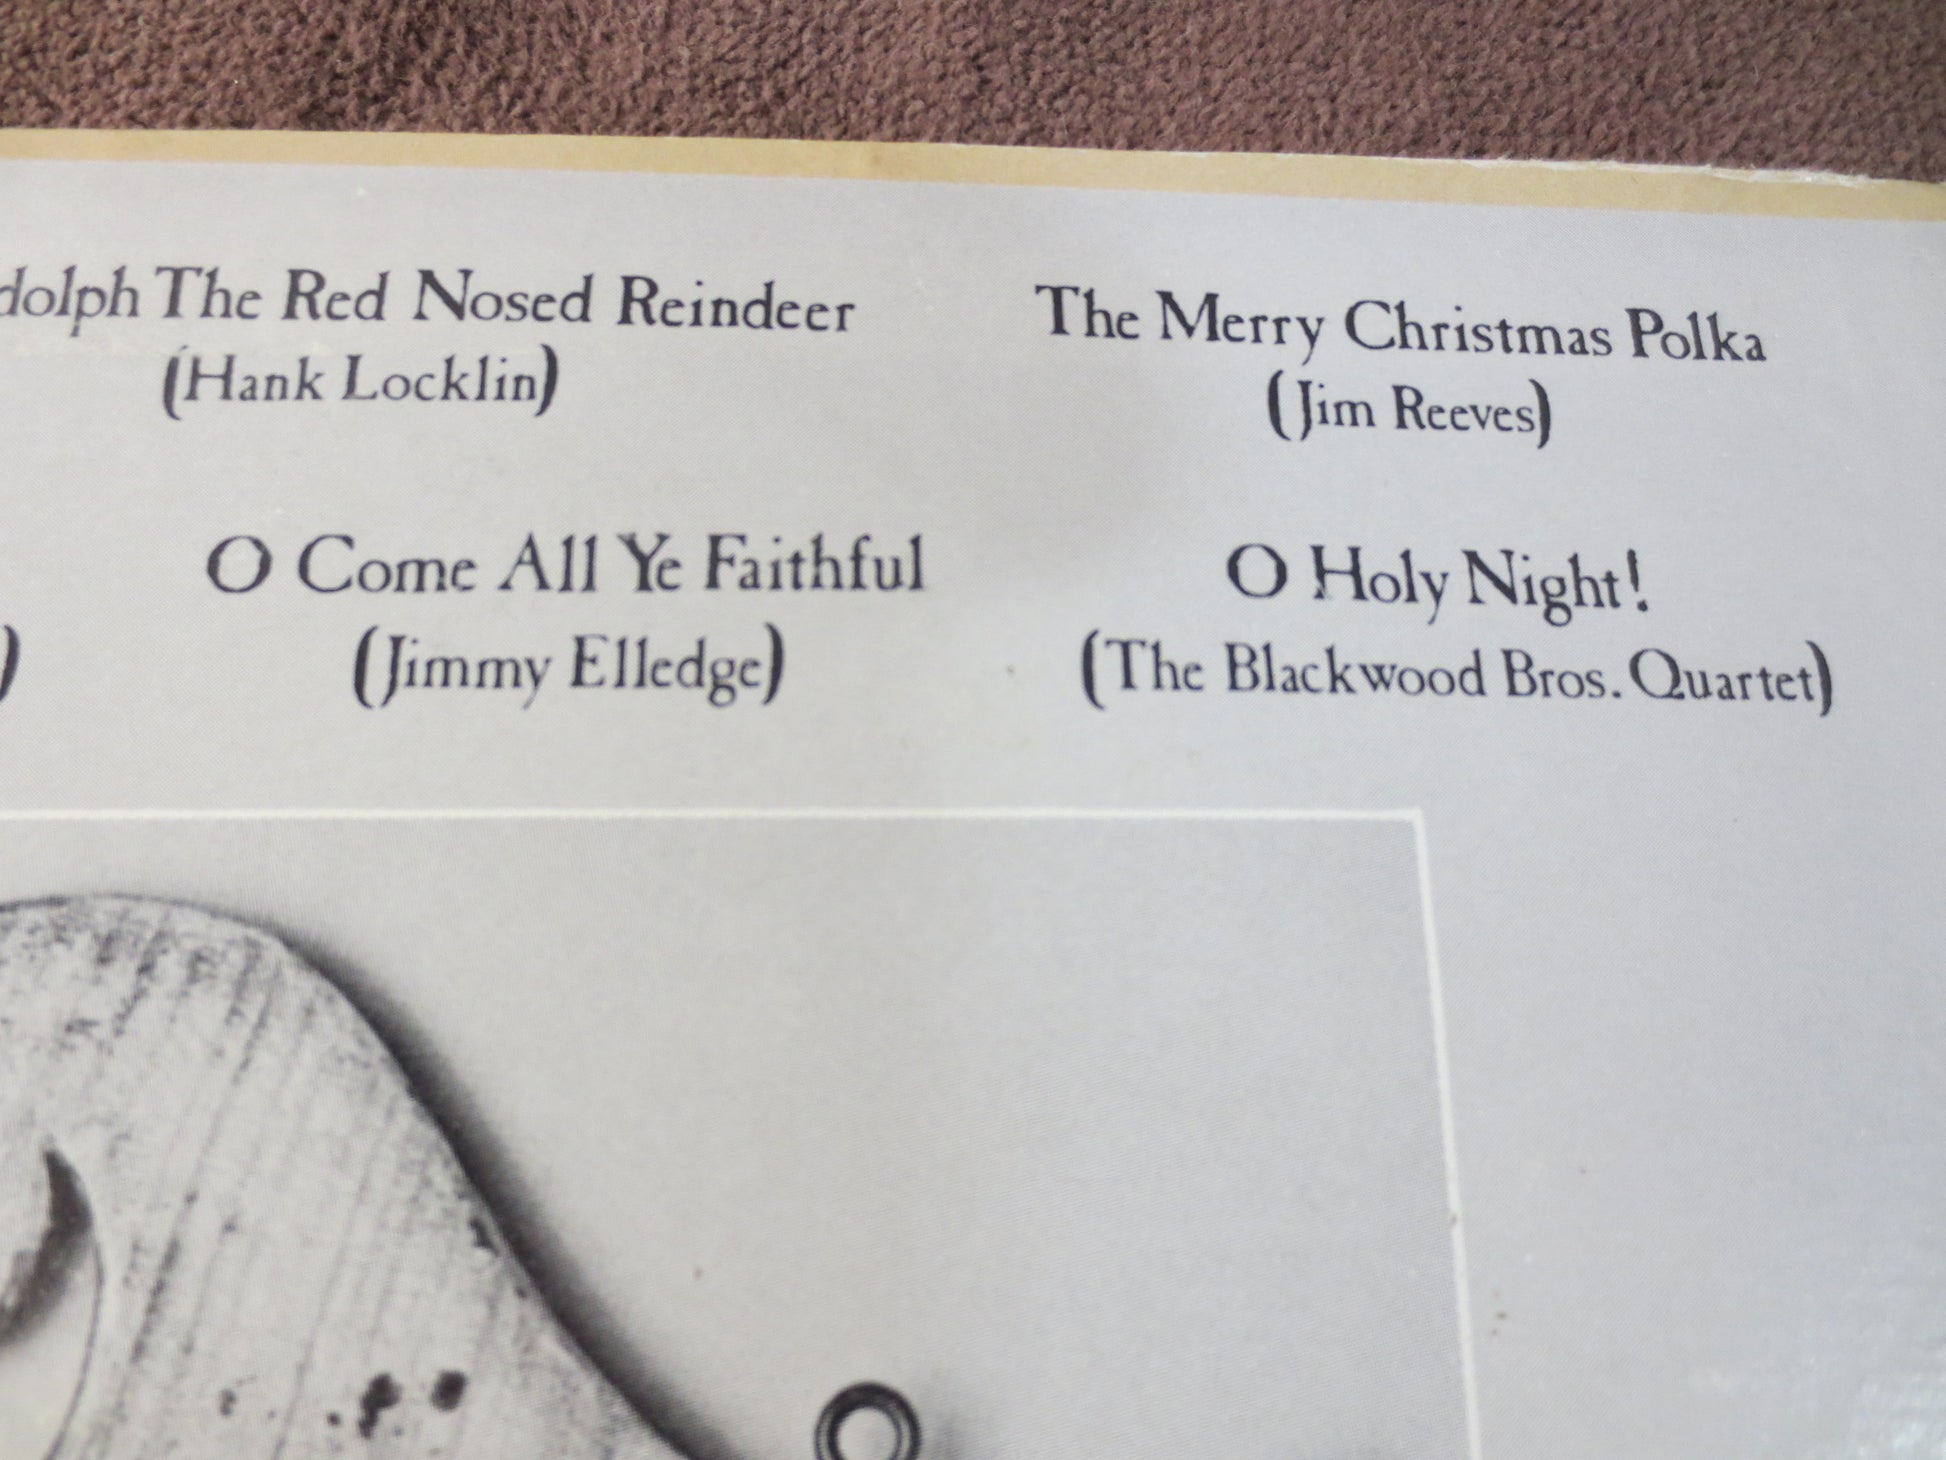 dolph The Red Nosed Reindeer
(Hank Locklin)
The Merry Christmas Polka
(Jim Reeves)
)
O Come All Ye Faithful
(Jimmy Elledge)
O Holy Night!
(The Blackwood Bros. Quartet)